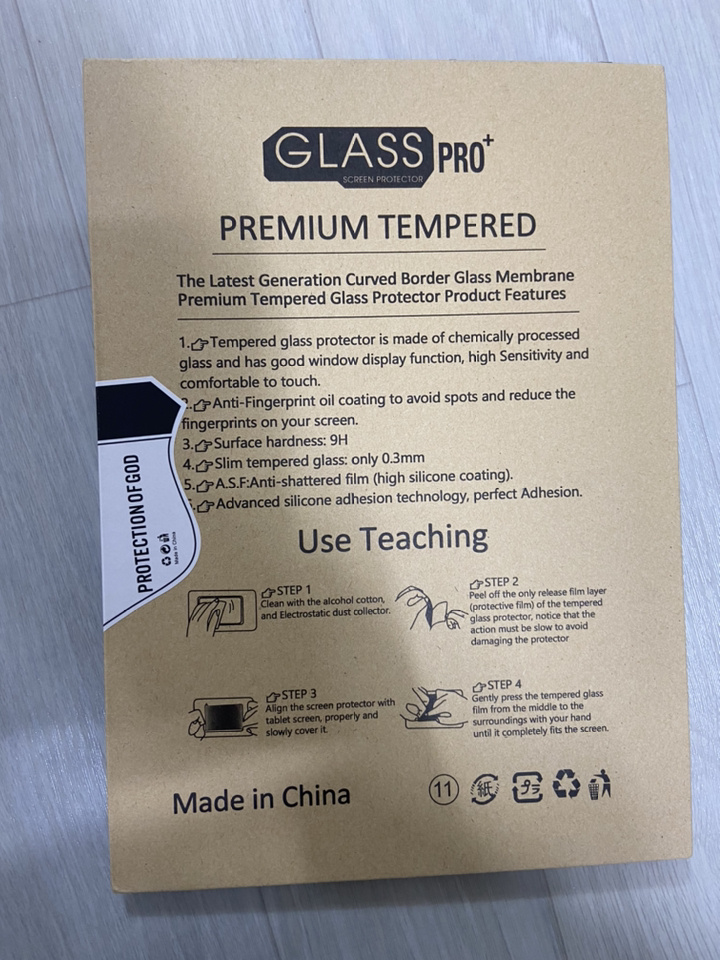 GLASS PRO+
SCREEN PROTECTOR
PREMIUM TEMPERED
The Latest Generation Curved Border Glass Membrane
Premium Tempered Glass Protector Product Features
1.👉Tempered glass protector is made of chemically processed
glass and has good window display function, high Sensitivity and
comfortable to touch.
2.👉Anti-Fingerprint oil coating to avoid spots and reduce the
fingerprints on your screen.
3.👉Surface hardness: 9H
4.👉Slim tempered glass: only 0.3mm
5.👉A.S.F:Anti-shattered film (high silicone coating).
👉Advanced silicone adhesion technology, perfect Adhesion.
PROTECTION OF GOD
Made in China
Use Teaching
👉STEP 1
Clean with the alcohol cotton,
and Electrostatic dust collector.
👉STEP 2
Peel off the only release film layer
(protective film) of the tempered
glass protector, notice that the
action must be slow to avoid
damaging the protector
👉STEP 3
Align the screen protector with
tablet screen, properly and
slowly cover it.
👉STEP 4
Gently press the tempered glass
film from the middle to the
surroundings with your hand
until it completely fits the screen.
Made in China
11 紙 プラ